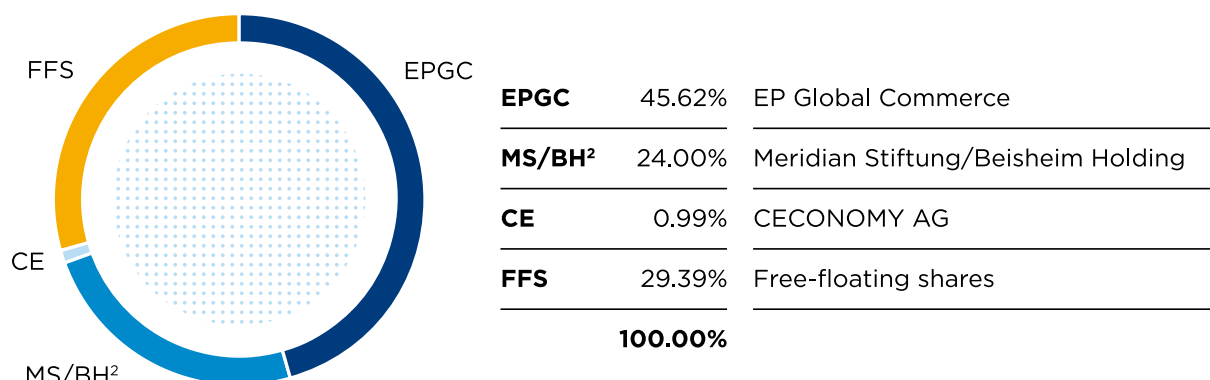 FFS
EPGC
CE
MS/BH²
EPGC 45.62% EP Global Commerce
MS/BH² 24.00% Meridian Stiftung/Beisheim Holding
CE 0.99% CECONOMY AG
FFS 29.39% Free-floating shares
100.00%